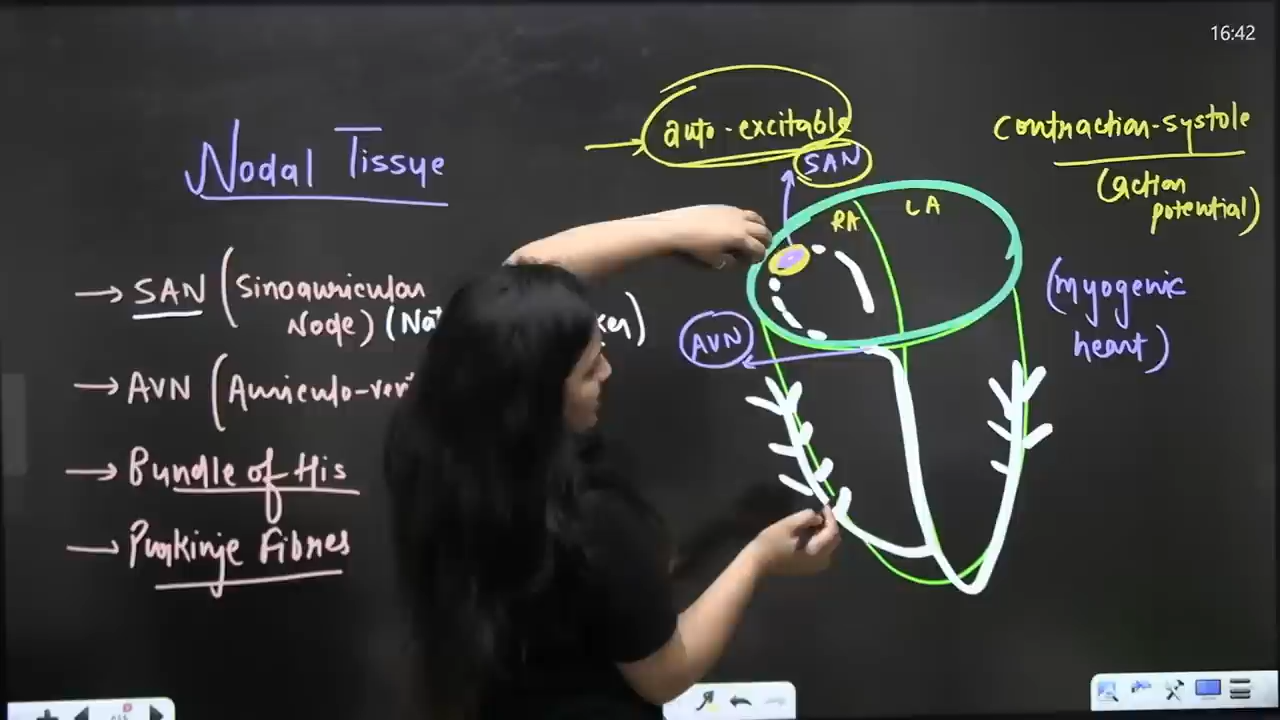 16:42
Nodal Tissue
→ SAN (Sinoauricular
Node) (Nat
→ AVN (Auriculo-ven
→ Bundle of His
→ Purkinje Fibres
auto-excitable
SAN
RA
LA
AVN
Contraction-systole
(action
potential)
(myogenic
heart)